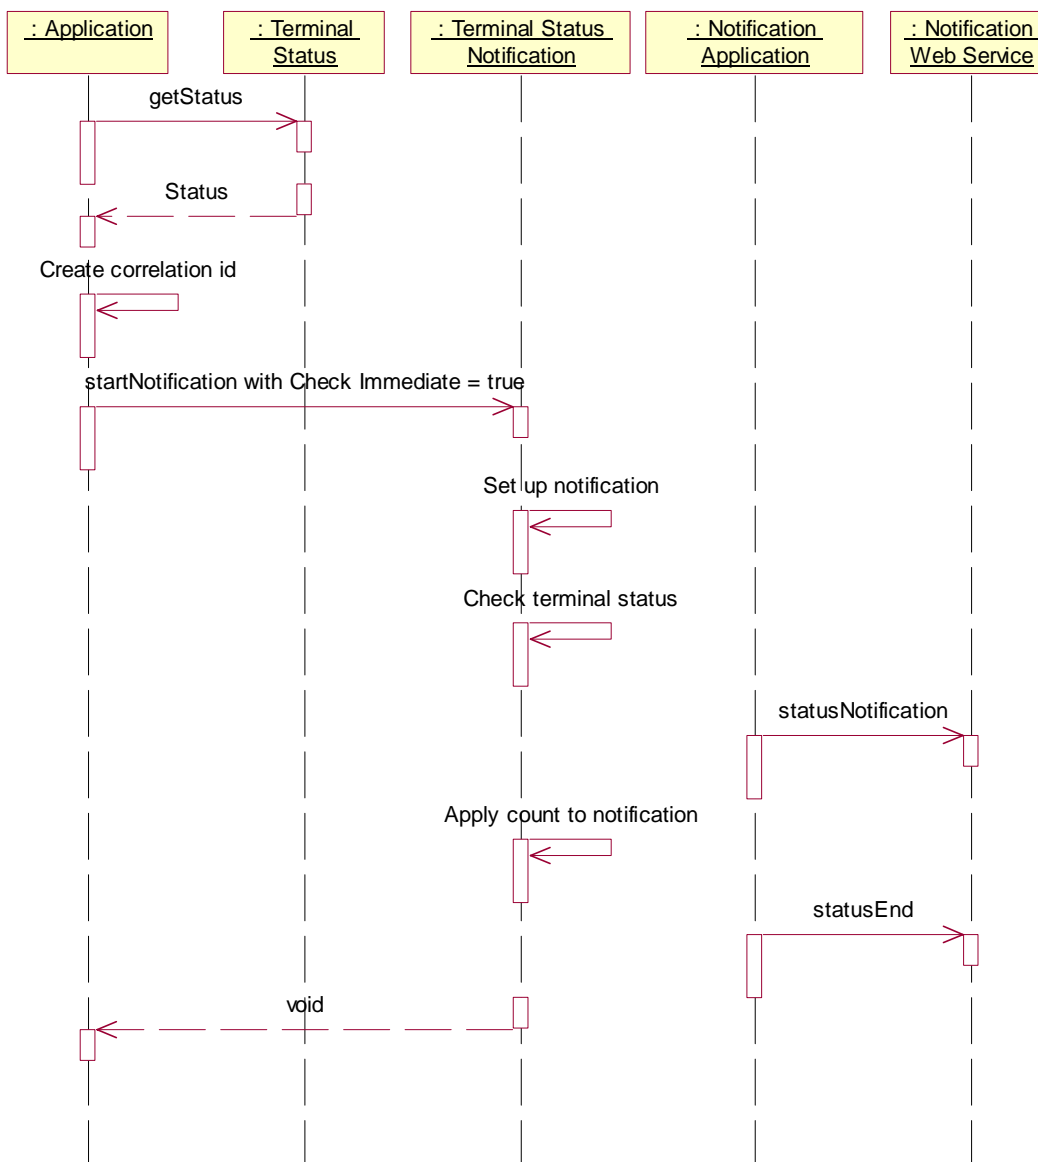 : Application
: Terminal
Status
: Terminal Status
Notification
: Notification
Application
: Notification
Web Service
getStatus
Status
Create correlation id
startNotification with Check Immediate = true
Set up notification
Check terminal status
statusNotification
Apply count to notification
statusEnd
void